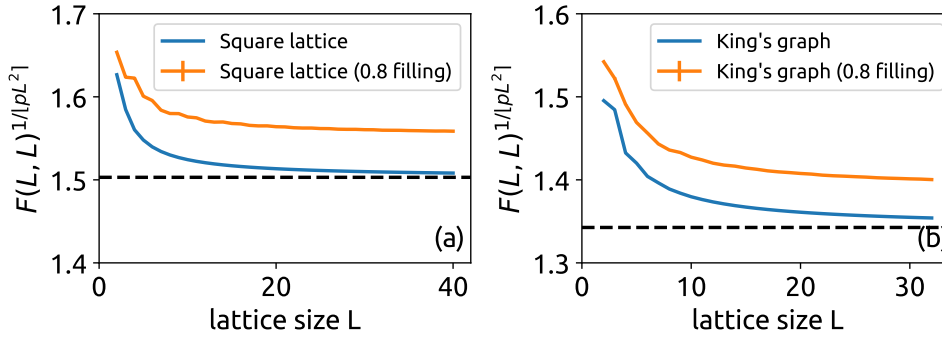 1.7
1.6
1.5
1.4
F(L, L)^{1/⌊pL²⌉}
Square lattice
Square lattice (0.8 filling)
(a)
0
20
40
lattice size L
1.6
1.5
1.4
1.3
F(L, L)^{1/⌊pL²⌉}
King's graph
King's graph (0.8 filling)
(b)
0
10
20
30
lattice size L